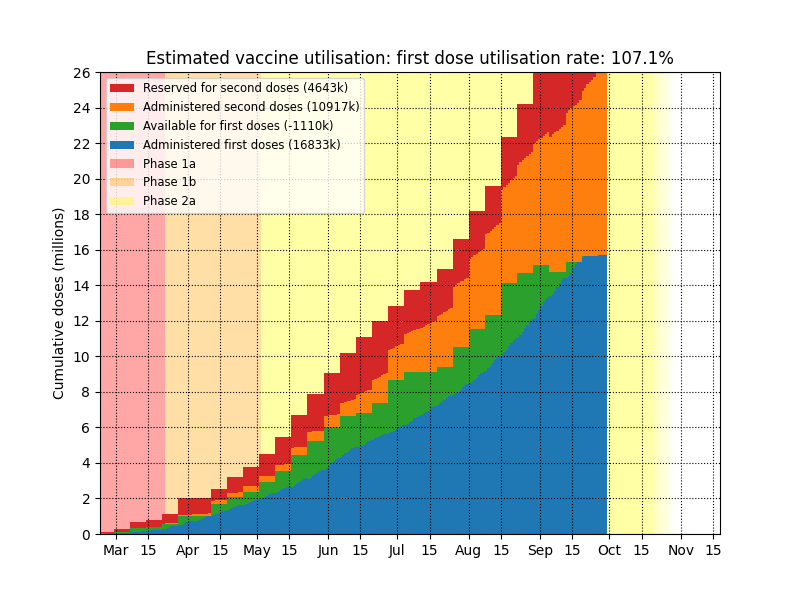 Estimated vaccine utilisation: first dose utilisation rate: 107.1%
Cumulative doses (millions)
26
24
22
20
18
16
14
12
10
8
6
4
2
0
Reserved for second doses (4643k)
Administered second doses (10917k)
Available for first doses (-1110k)
Administered first doses (16833k)
Phase 1a
Phase 1b
Phase 2a
Mar 15 Apr 15 May 15 Jun 15 Jul 15 Aug 15 Sep 15 Oct 15 Nov 15